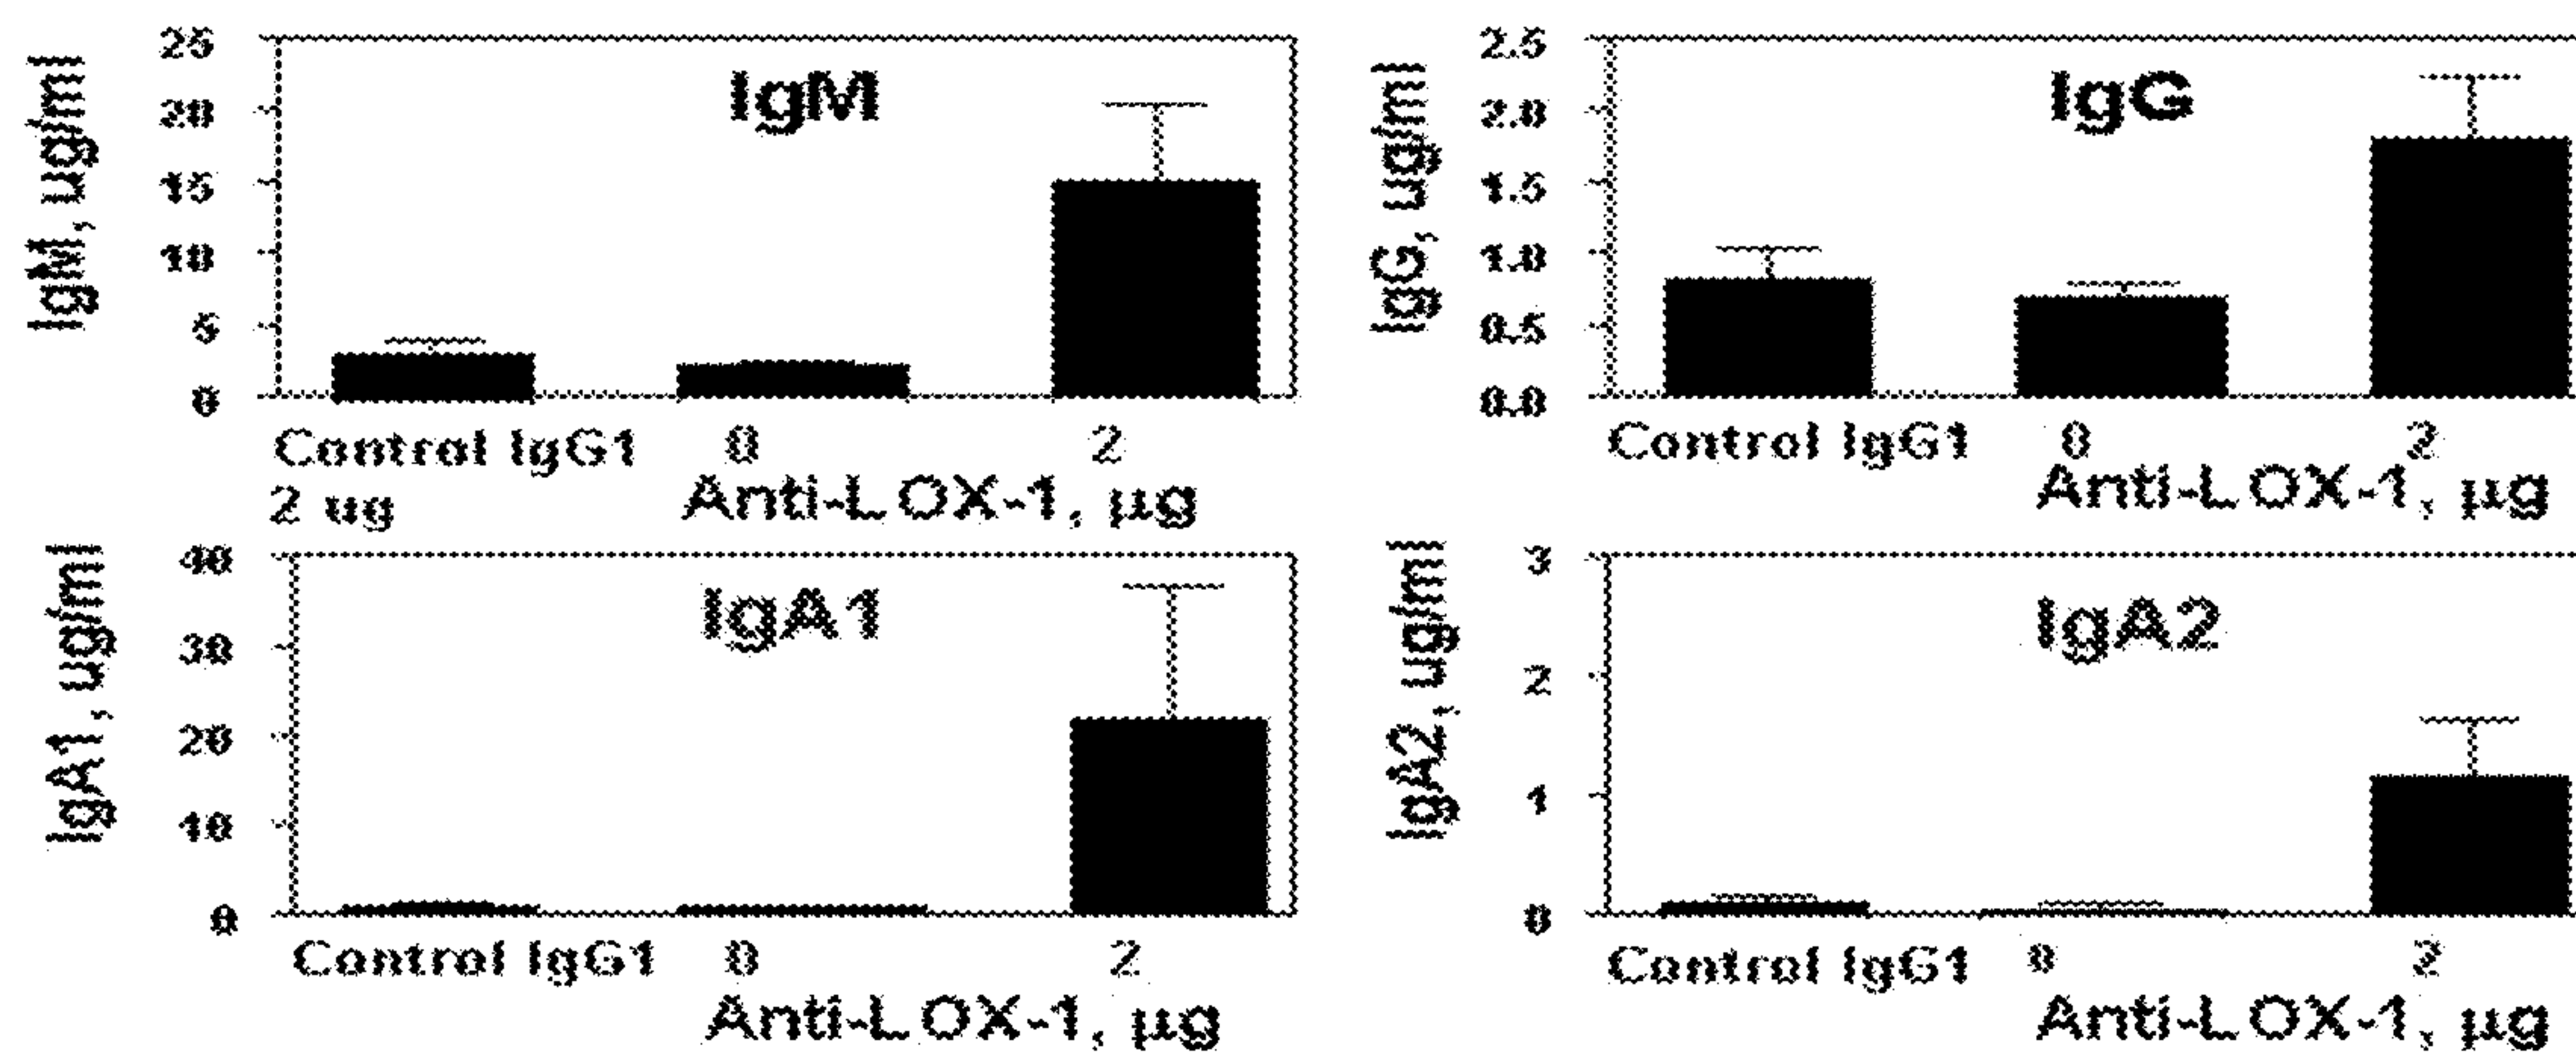 IgM, ug/ml
25
20
15
10
5
0
IgM
Control IgG1 0 2
2 ug Anti-LOX-1, µg
IgG, ug/ml
2.5
2.0
1.5
1.0
0.5
0.0
IgG
Control IgG1 0 2
Anti-LOX-1, µg
IgA1, ug/ml
40
30
20
10
0
IgA1
Control IgG1 0 2
Anti-LOX-1, µg
IgA2, ug/ml
3
2
1
0
IgA2
Control IgG1 0 2
Anti-LOX-1, µg